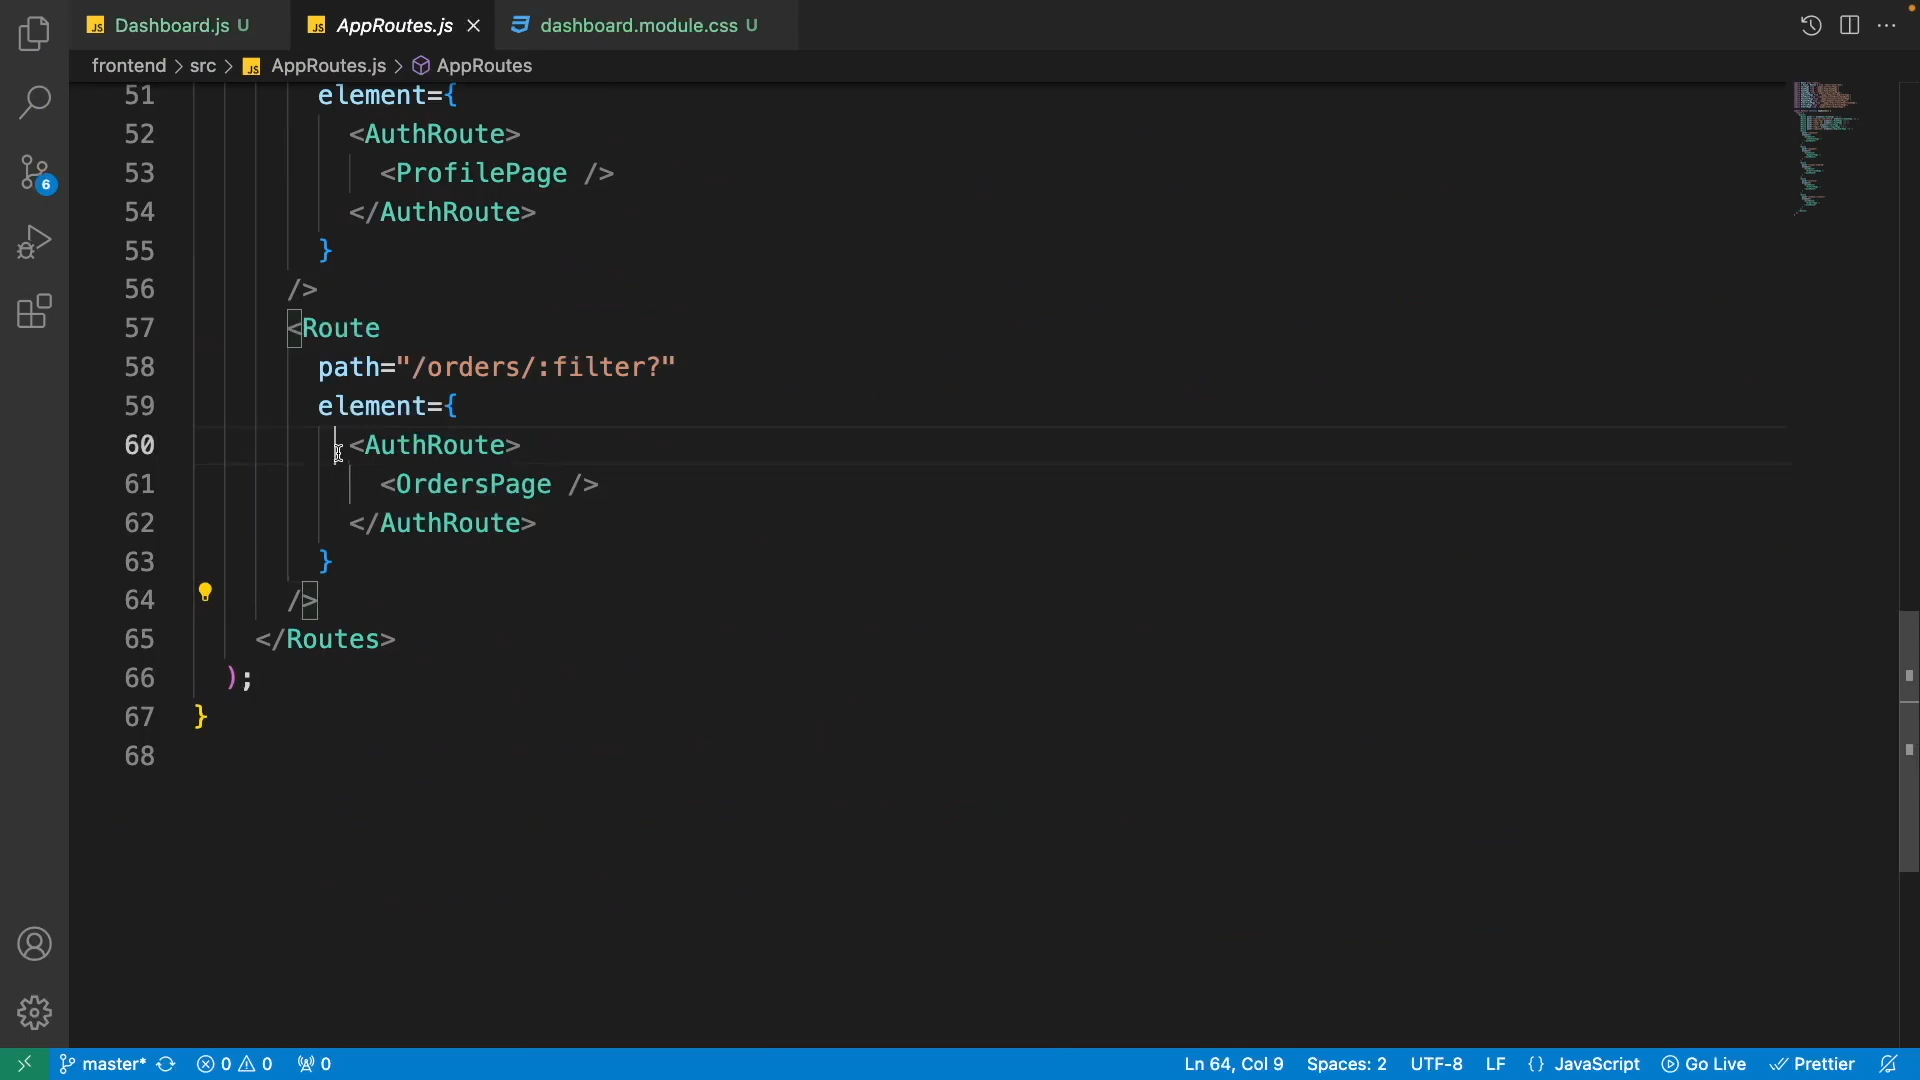 JS Dashboard.js U
JS AppRoutes.js
dashboard.module.css U
frontend > src > JS AppRoutes.js > AppRoutes
51 element={
52 <AuthRoute>
53 <ProfilePage />
54 </AuthRoute>
55 }
56 />
57 <Route
58 path="/orders/:filter?"
59 element={
60 <AuthRoute>
61 <OrdersPage />
62 </AuthRoute>
63 }
64 />
65 </Routes>
66 );
67 }
68
6
master* 0 0 0 Ln 64, Col 9 Spaces: 2 UTF-8 LF {} JavaScript Go Live Prettier